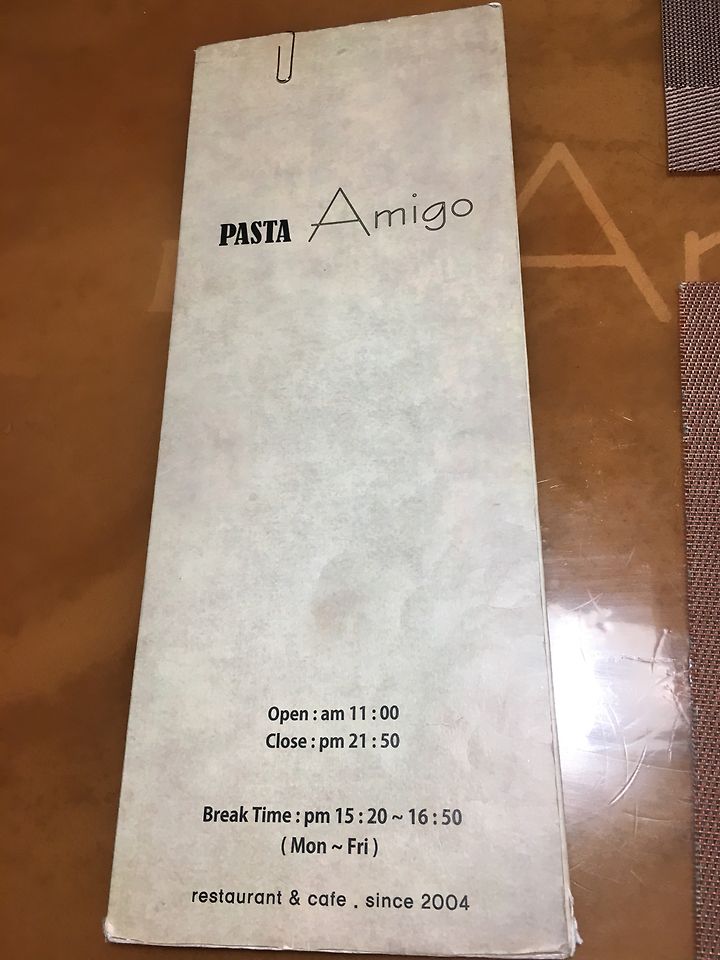 PASTA Amigo
Open : am 11 : 00
Close : pm 21 : 50
Break Time : pm 15 : 20 ~ 16 : 50
( Mon ~ Fri )
restaurant & cafe . since 2004